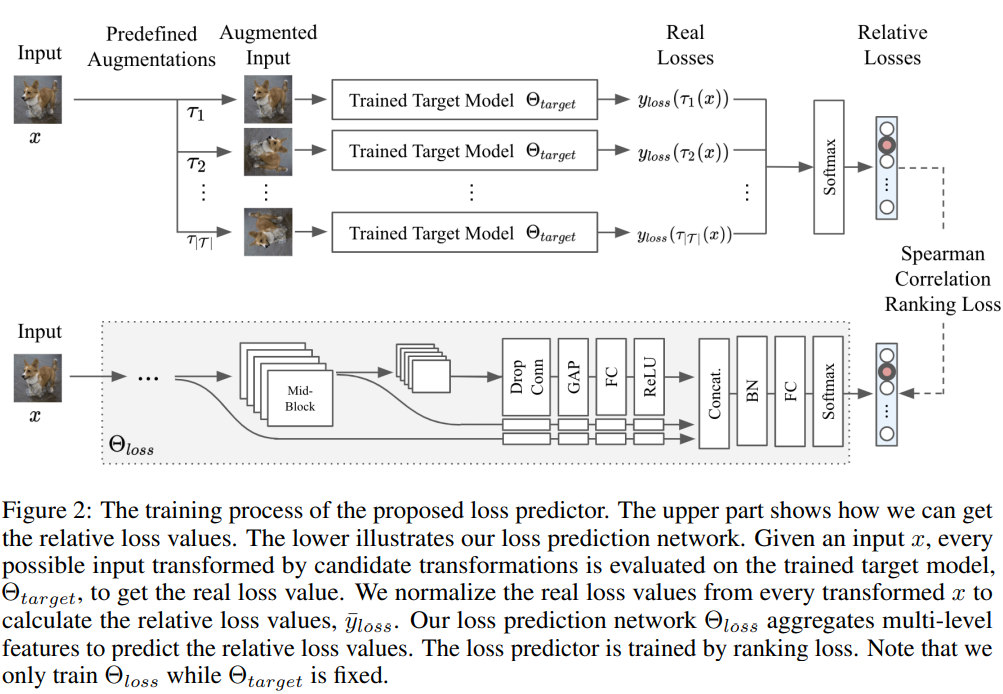 Input
Predefined
Augmentations
Augmented
Input
Real
Losses
Relative
Losses
x
τ1
Trained Target Model Θtarget
yloss(τ1(x))
τ2
Trained Target Model Θtarget
yloss(τ2(x))
⋮ ⋮ ⋮ ⋮
τ|𝒯|
Trained Target Model Θtarget
yloss(τ|𝒯|(x))
Softmax
⋮
Spearman
Correlation
Ranking Loss
Input
x
...
Mid-
Block
Drop
Conn
GAP
FC
ReLU
Concat.
BN
FC
Softmax
⋮
Θloss
Figure 2: The training process of the proposed loss predictor. The upper part shows how we can get
the relative loss values. The lower illustrates our loss prediction network. Given an input x, every
possible input transformed by candidate transformations is evaluated on the trained target model,
Θtarget, to get the real loss value. We normalize the real loss values from every transformed x to
calculate the relative loss values, ȳloss. Our loss prediction network Θloss aggregates multi-level
features to predict the relative loss values. The loss predictor is trained by ranking loss. Note that we
only train Θloss while Θtarget is fixed.